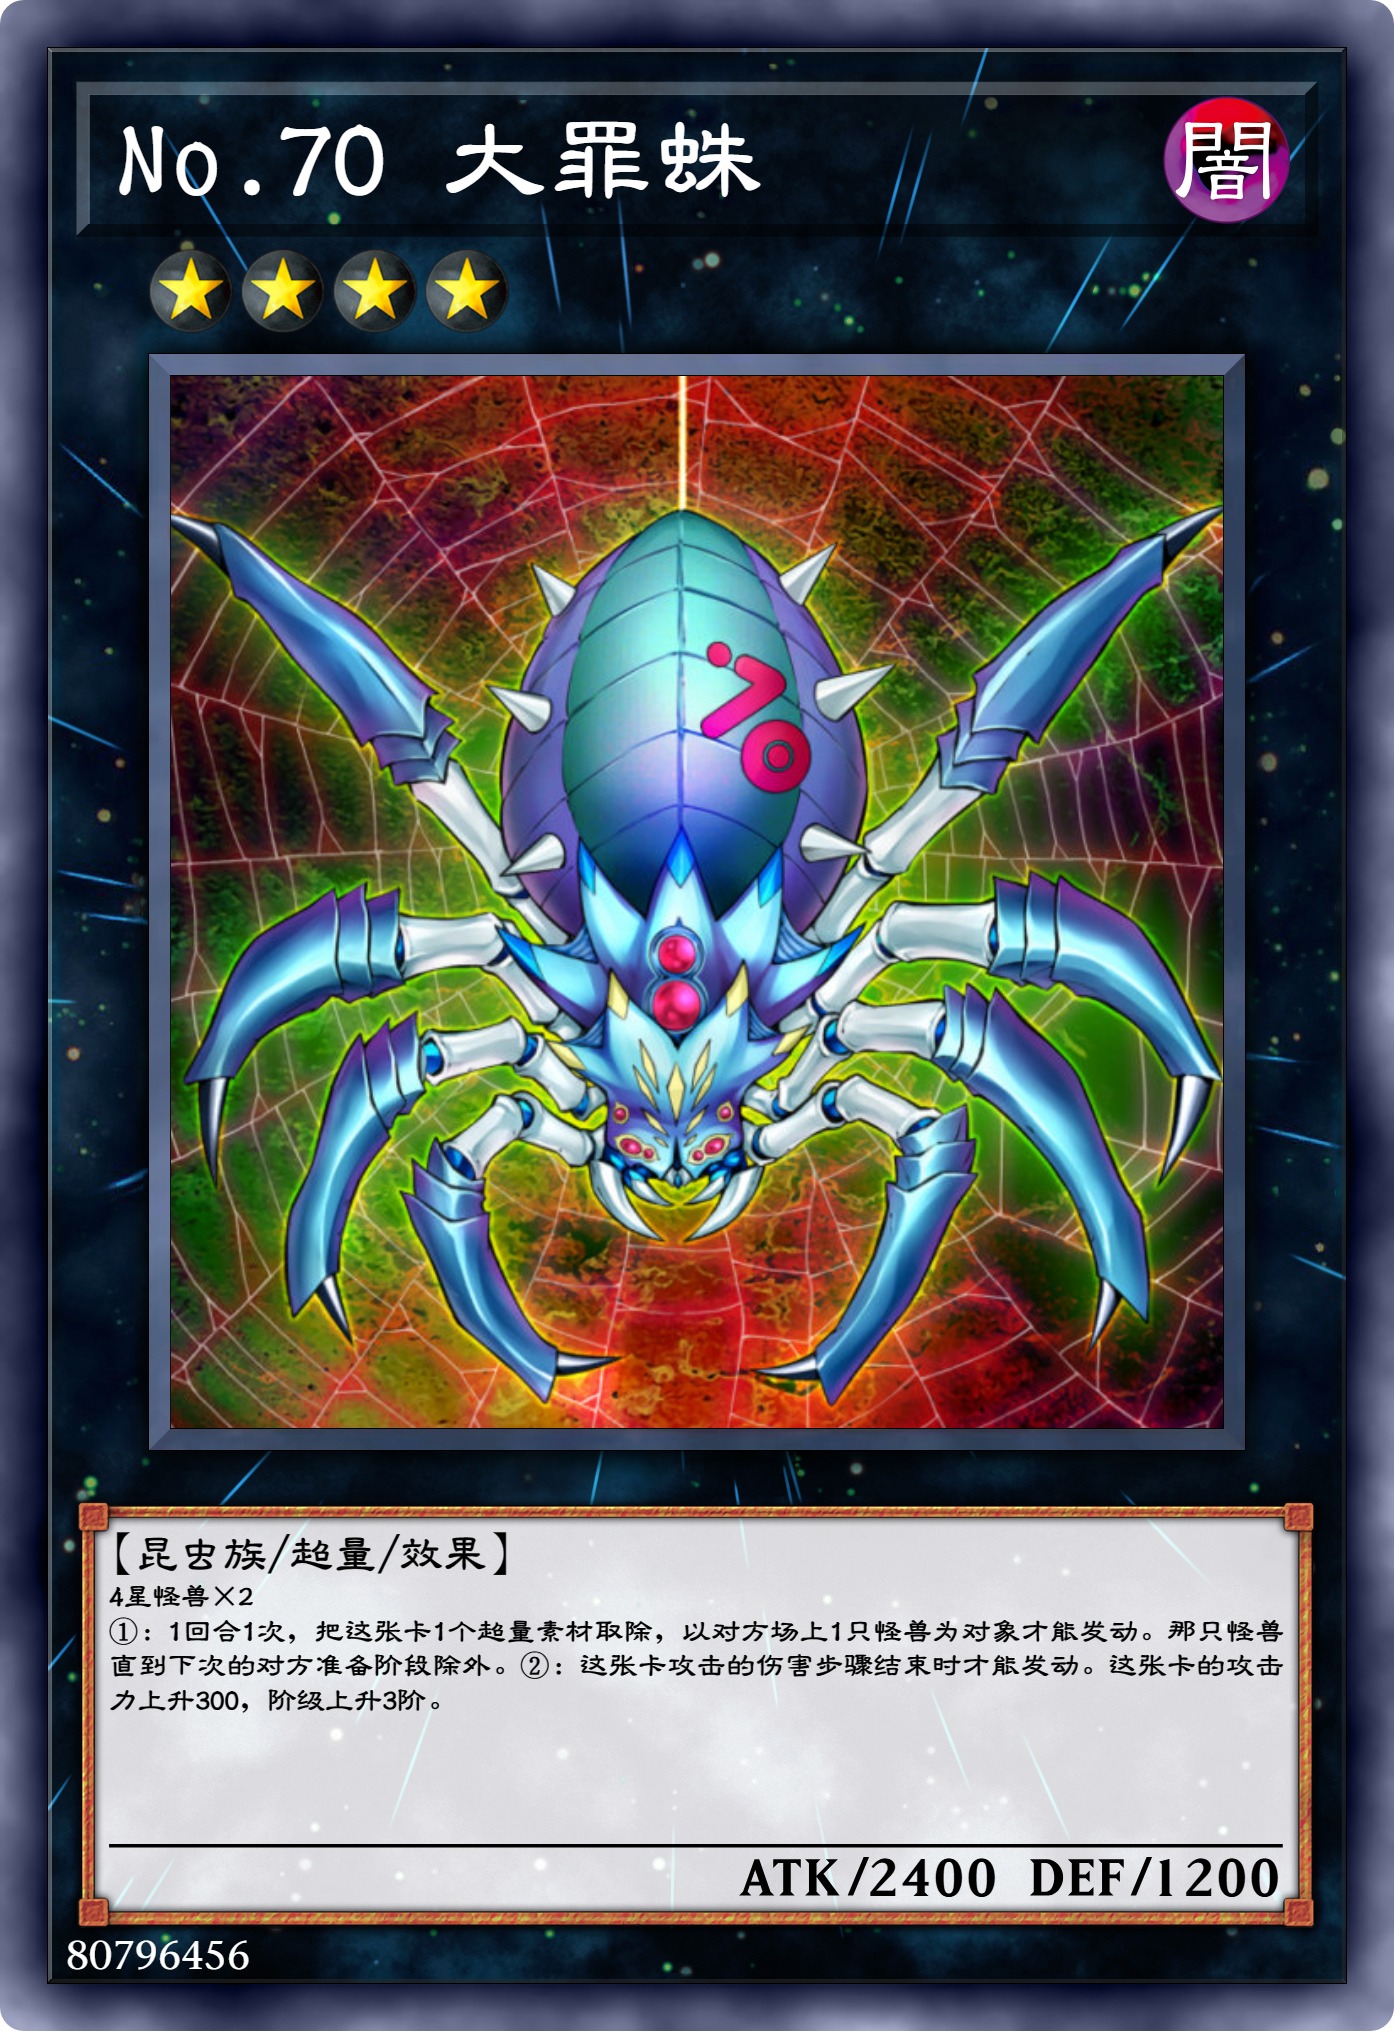 No.70 大罪蛛
闇
70
【昆虫族/超量/效果】
4星怪兽×2
①：1回合1次，把这张卡1个超量素材取除，以对方场上1只怪兽为对象才能发动。那只怪兽
直到下次的对方准备阶段除外。②：这张卡攻击的伤害步骤结束时才能发动。这张卡的攻击
力上升300，阶级上升3阶。
ATK/2400 DEF/1200
80796456